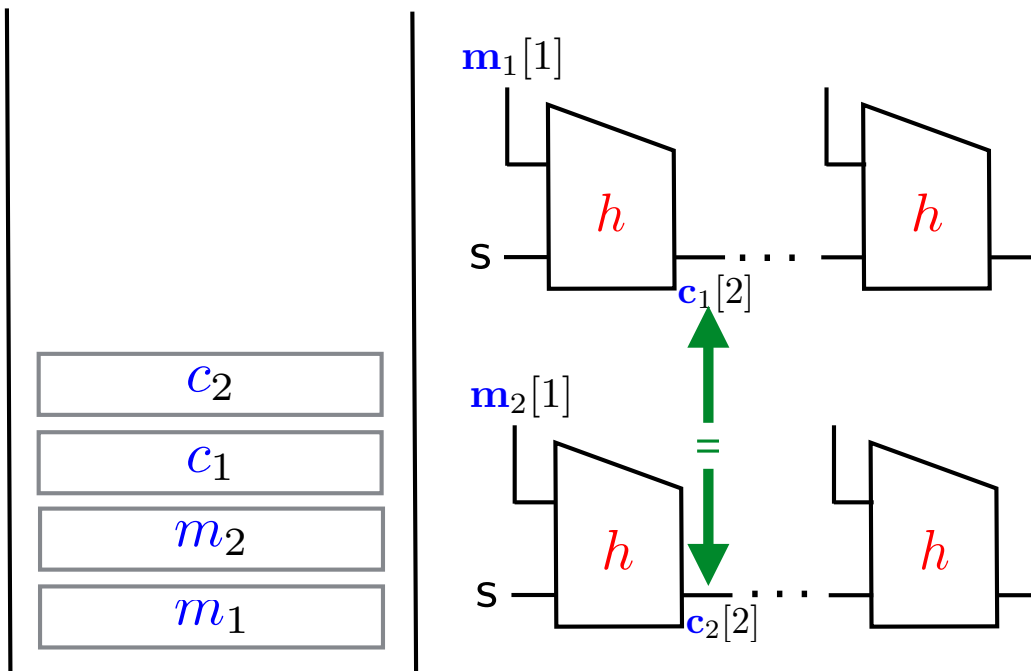 c₂
c₁
m₂
m₁
m₁[1]
h
h
s
...
c₁[2]
=
m₂[1]
h
h
s
...
c₂[2]